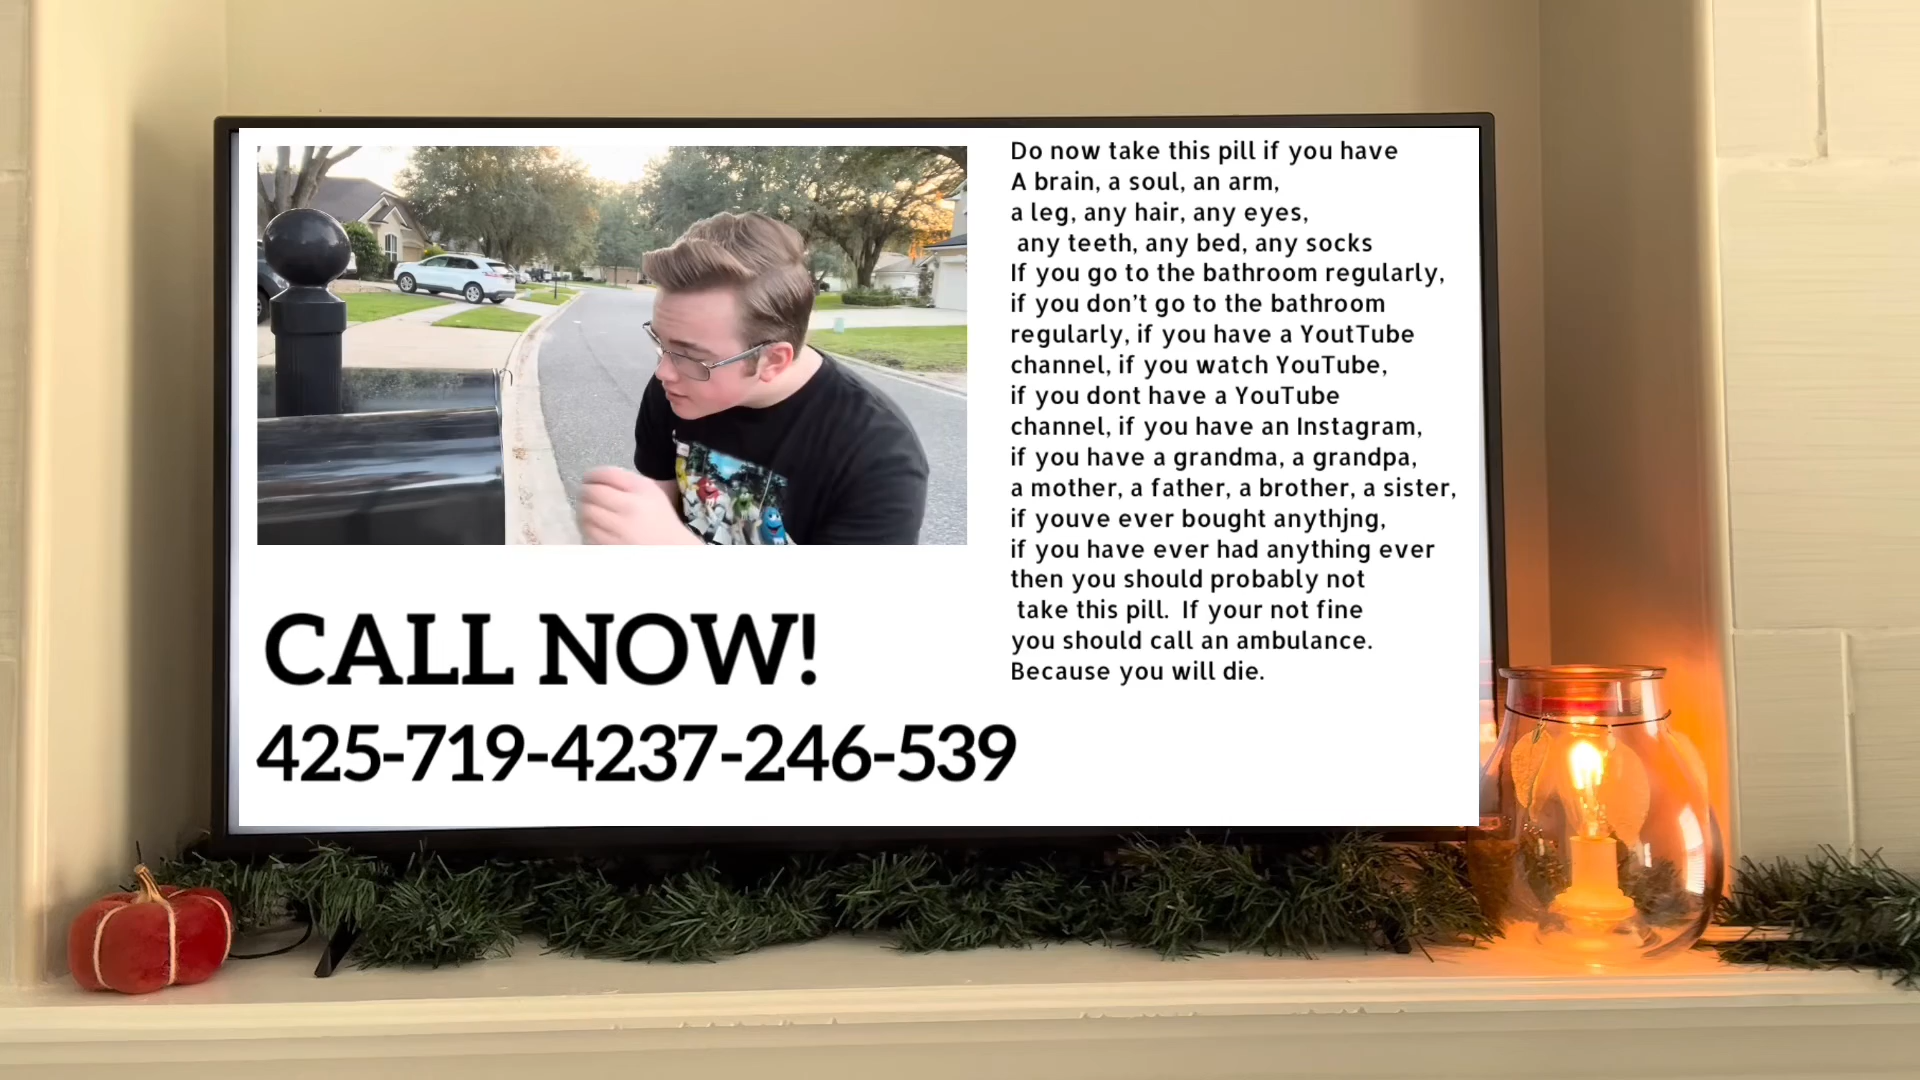 Do now take this pill if you have
A brain, a soul, an arm,
a leg, any hair, any eyes,
any teeth, any bed, any socks
If you go to the bathroom regularly,
if you don't go to the bathroom
regularly, if you have a YoutTube
channel, if you watch YouTube,
if you dont have a YouTube
channel, if you have an Instagram,
if you have a grandma, a grandpa,
a mother, a father, a brother, a sister,
if youve ever bought anythjng,
if you have ever had anything ever
then you should probably not
take this pill.  If your not fine
you should call an ambulance.
Because you will die.
CALL NOW!
425-719-4237-246-539